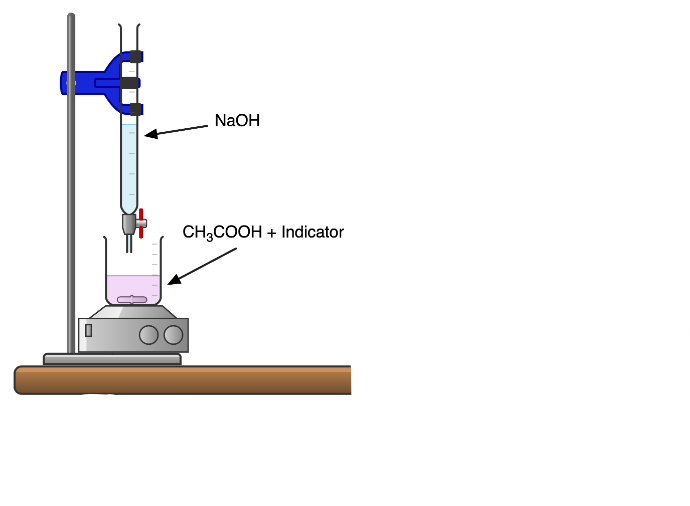 NaOH
CH₃COOH + Indicator